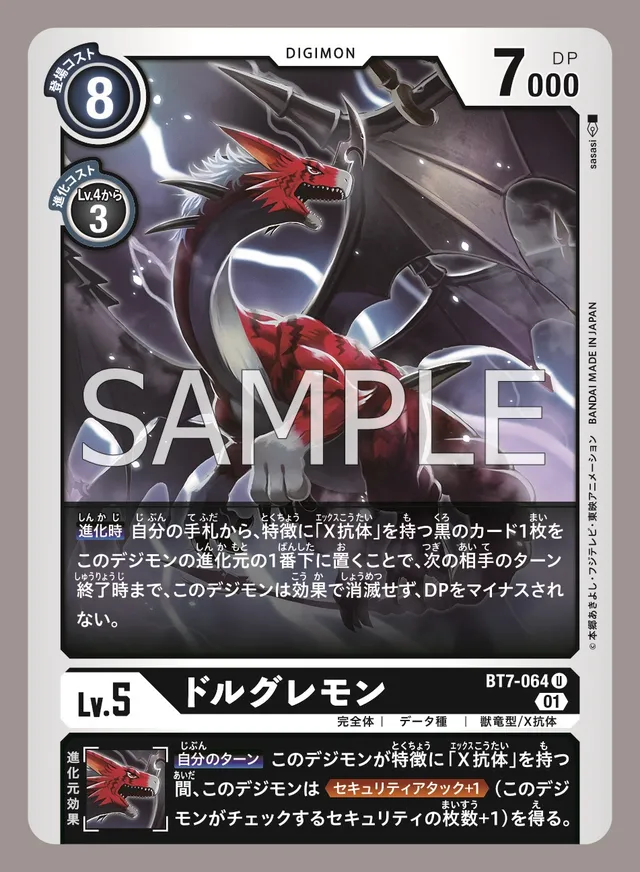 DIGIMON
登場コスト
8
7000
DP
進化コスト
Lv.4から
3
sasasi
SAMPLE
© 本郷あきよし・フジテレビ・東映アニメーション BANDAI MADE IN JAPAN
進化時 自分の手札から、特徴に「X抗体」を持つ黒のカード1枚を
このデジモンの進化元の1番下に置くことで、次の相手のターン
終了時まで、このデジモンは効果で消滅せず、DPをマイナスされ
ない。
Lv.5
ドルグレモン
BT7-064 U
01
完全体 | データ種 | 獣竜型/X抗体
進化元効果
自分のターン このデジモンが特徴に「X抗体」を持つ
間、このデジモンは セキュリティアタック+1 (このデジ
モンがチェックするセキュリティの枚数+1)を得る。